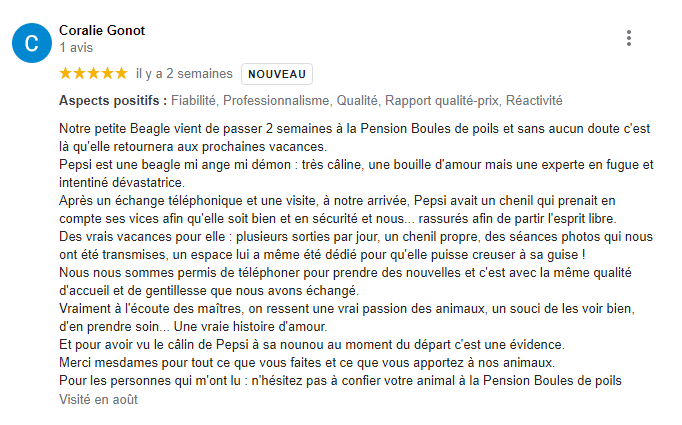 C
Coralie Gonot
1 avis
il y a 2 semaines NOUVEAU
Aspects positifs : Fiabilité, Professionnalisme, Qualité, Rapport qualité-prix, Réactivité
Notre petite Beagle vient de passer 2 semaines à la Pension Boules de poils et sans aucun doute c'est
là qu'elle retournera aux prochaines vacances.
Pepsi est une beagle mi ange mi démon : très câline, une bouille d'amour mais une experte en fugue et
intentiné dévastatrice.
Après un échange téléphonique et une visite, à notre arrivée, Pepsi avait un chenil qui prenait en
compte ses vices afin qu'elle soit bien et en sécurité et nous... rassurés afin de partir l'esprit libre.
Des vrais vacances pour elle : plusieurs sorties par jour, un chenil propre, des séances photos qui nous
ont été transmises, un espace lui a même été dédié pour qu'elle puisse creuser à sa guise !
Nous nous sommes permis de téléphoner pour prendre des nouvelles et c'est avec la même qualité
d'accueil et de gentillesse que nous avons échangé.
Vraiment à l'écoute des maîtres, on ressent une vrai passion des animaux, un souci de les voir bien,
d'en prendre soin... Une vraie histoire d'amour.
Et pour avoir vu le câlin de Pepsi à sa nounou au moment du départ c'est une évidence.
Merci mesdames pour tout ce que vous faites et ce que vous apportez à nos animaux.
Pour les personnes qui m'ont lu : n'hésitez pas à confier votre animal à la Pension Boules de poils
Visité en août